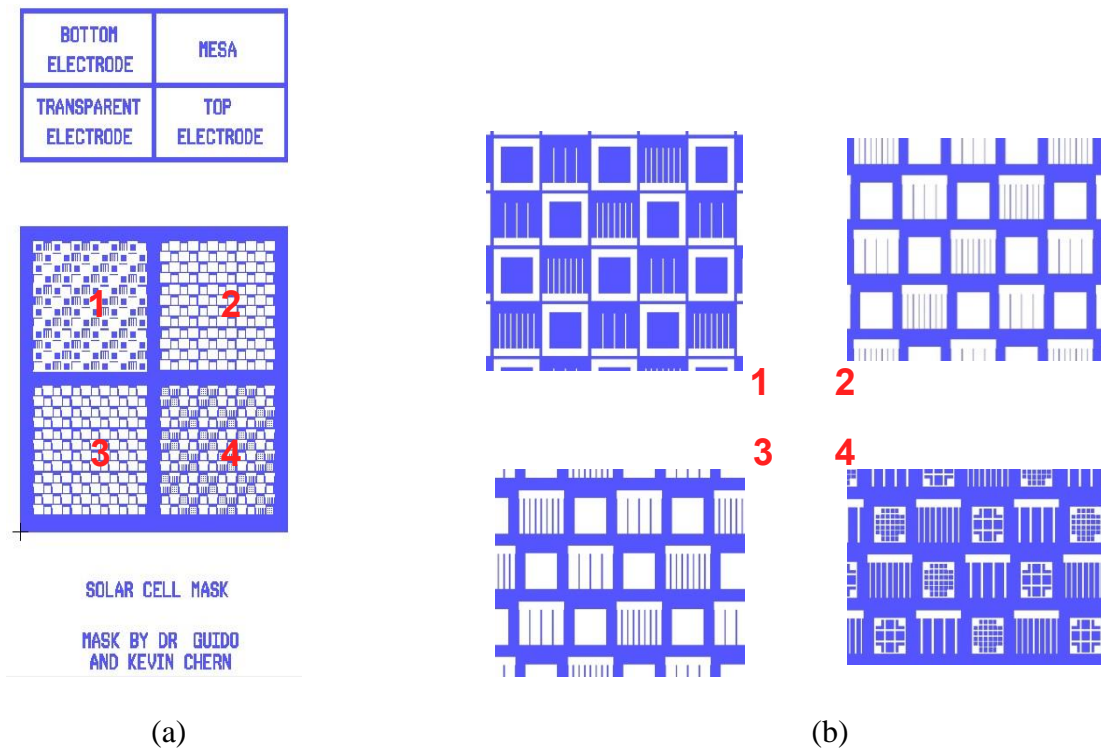 BOTTOM
ELECTRODE
MESA
TRANSPARENT
ELECTRODE
TOP
ELECTRODE
1
2
3
4
SOLAR CELL MASK
MASK BY DR GUIDO
AND KEVIN CHERN
1 2
3 4
(a)
(b)